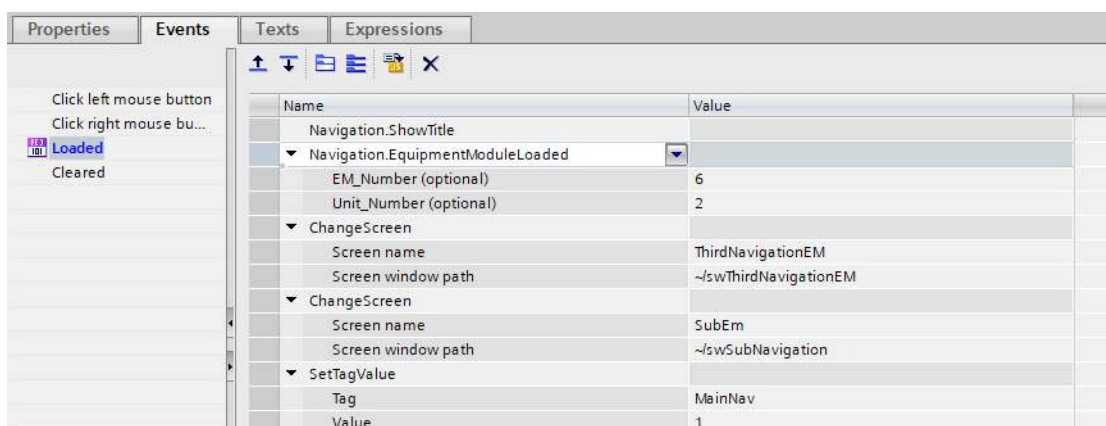 Properties Events Texts Expressions
Click left mouse button
Click right mouse bu...
Loaded
Cleared
Name Value
Navigation.ShowTitle
Navigation.EquipmentModuleLoaded
EM_Number (optional) 6
Unit_Number (optional) 2
ChangeScreen
Screen name ThirdNavigationEM
Screen window path ~/swThirdNavigationEM
ChangeScreen
Screen name SubEm
Screen window path ~/swSubNavigation
SetTagValue
Tag MainNav
Value 1